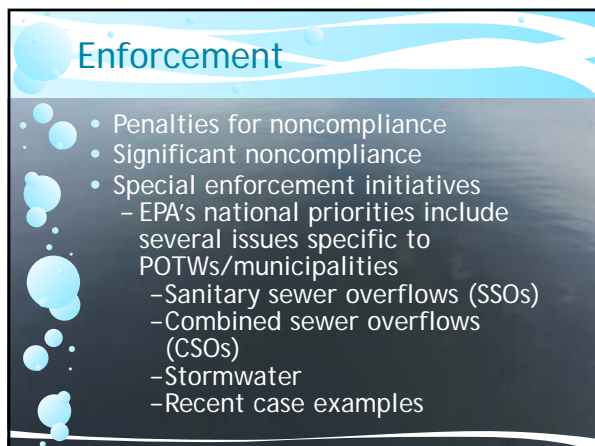 Enforcement
• Penalties for noncompliance
• Significant noncompliance
• Special enforcement initiatives
– EPA's national priorities include
several issues specific to
POTWs/municipalities
–Sanitary sewer overflows (SSOs)
–Combined sewer overflows
(CSOs)
–Stormwater
–Recent case examples